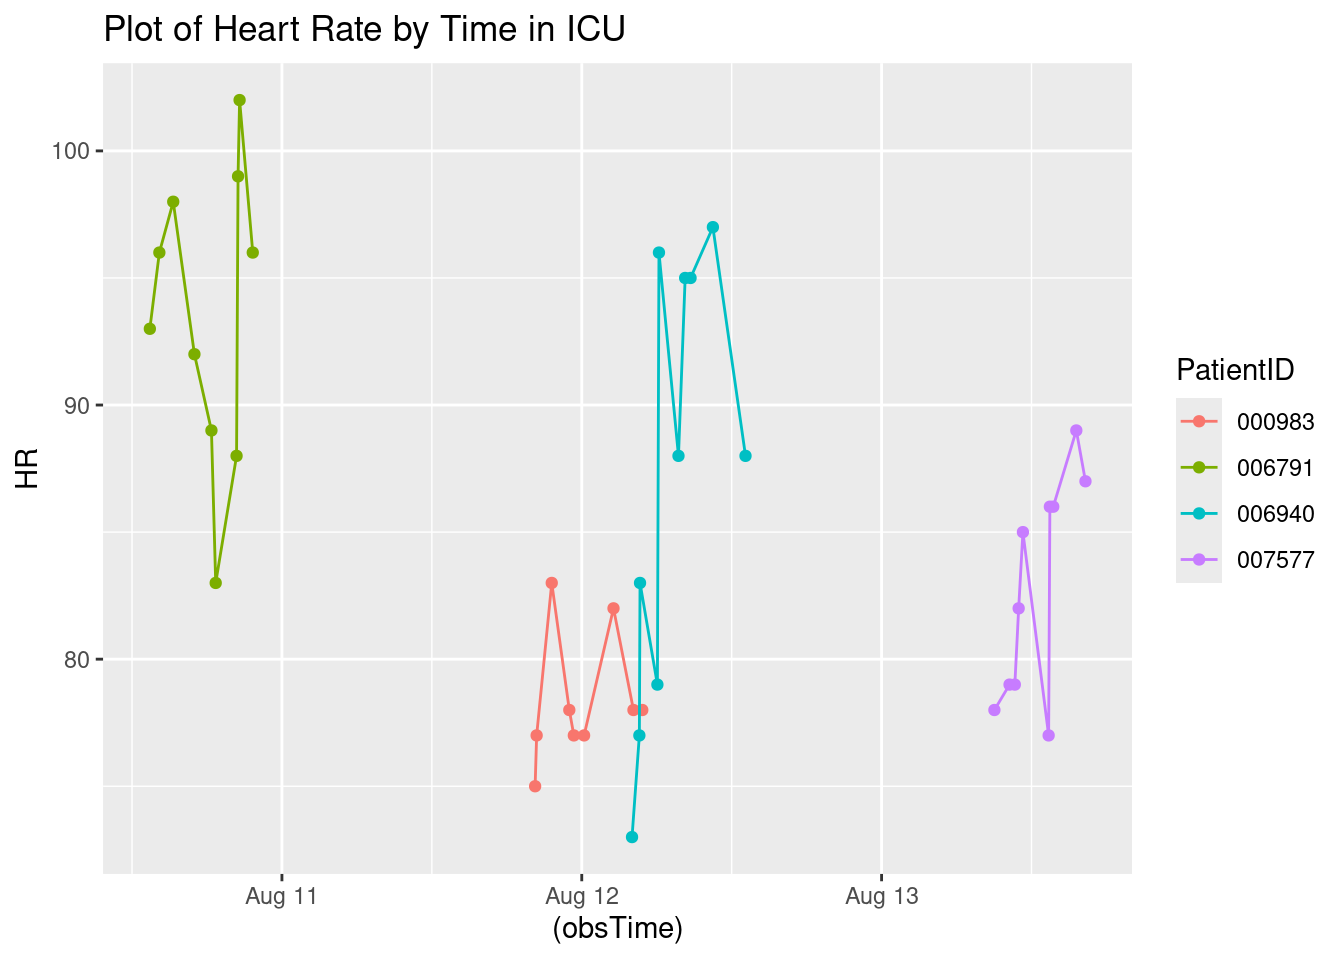 Plot of Heart Rate by Time in ICU
100
90
80
HR
Aug 11 Aug 12 Aug 13
(obsTime)
PatientID
000983
006791
006940
007577